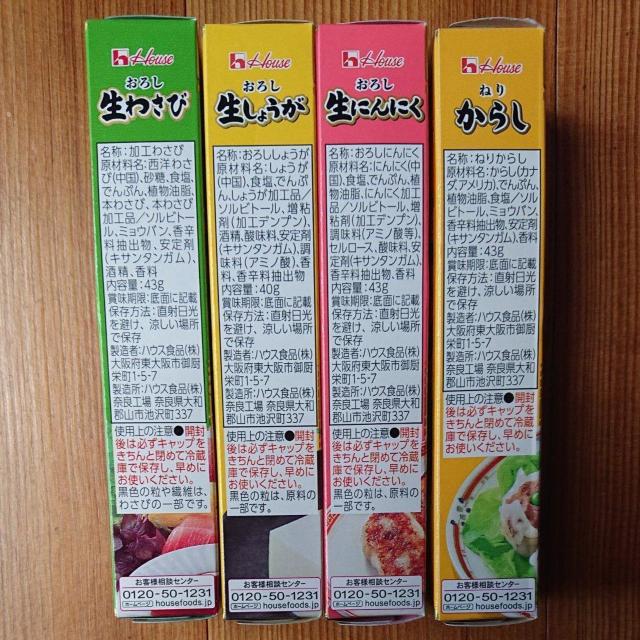 House
おろし
生わさび
名称:加工わさび
原材料名:西洋わさ
び(中国)、砂糖、食塩、
でんぷん、植物油脂、
本わさび、本わさび
加工品/ソルビトー
ル、ミョウバン、香辛
料抽出物、安定剤
(キサンタンガム)、
酒精、香料
内容量:43g
賞味期限:底面に記載
保存方法:直射日光
を避け、涼しい場所
で保存
製造者:ハウス食品(株)
大阪府東大阪市御厨
栄町1-5-7
製造所:ハウス食品(株)
奈良工場 奈良県大和
郡山市池沢町337
使用上の注意●開封
後は必ずキャップを
きちんと閉めて冷蔵
庫で保存し、早めに
お使いください。
黒色の粒や繊維は、
わさびの一部です。
お客様相談センター
0120-50-1231
ホームページ housefoods.jp
House
おろし
生しょうが
名称:おろししょうが
原材料名:しょうが
(中国)、食塩、でんぷ
ん、しょうが加工品/
ソルビトール、増粘
剤(加工デンプン)、
酒精、酸味料、安定剤
(キサンタンガム)、調
味料(アミノ酸)、香
料、香辛料抽出物
内容量:40g
賞味期限:底面に記載
保存方法:直射日光
を避け、涼しい場所
で保存
製造者:ハウス食品(株)
大阪府東大阪市御厨
栄町1-5-7
製造所:ハウス食品(株)
奈良工場 奈良県大和
郡山市池沢町337
使用上の注意●開封
後は必ずキャップを
きちんと閉めて冷蔵
庫で保存し、早めに
お使いください。
黒色の粒は、原料の
一部です。
お客様相談センター
0120-50-1231
ホームページ housefoods.jp
House
おろし
生にんにく
名称:おろしにんにく
原材料名:にんにく(中
国)、食塩、でんぷん、植
物油脂、にんにく加工
品/ソルビトール、増
粘剤(加工デンプン)、
調味料(アミノ酸等)、
セルロース、酸味料、安
定剤(キサンタンガム)、
香辛料抽出物、香料
内容量:43g
賞味期限:底面に記載
保存方法:直射日光
を避け、涼しい場所
で保存
製造者:ハウス食品(株)
大阪府東大阪市御厨
栄町1-5-7
製造所:ハウス食品(株)
奈良工場 奈良県大和
郡山市池沢町337
使用上の注意●開封
後は必ずキャップを
きちんと閉めて冷蔵
庫で保存し、早めに
お使いください。
黒色の粒は、原料の
一部です。
お客様相談センター
0120-50-1231
ホームページ housefoods.jp
House
ねり
からし
名称:ねりからし
原材料名:からし(カナ
ダ、アメリカ)、でんぷん、
植物油脂、食塩/ソルビ
トール、ミョウバン、
香辛料抽出物、安定剤
(キサンタンガム)、香料
内容量:43g
賞味期限:底面に記載
保存方法:直射日光
を避け、涼しい場所
で保存
製造者:ハウス食品(株)
大阪府東大阪市御厨
栄町1-5-7
製造所:ハウス食品(株)
奈良工場 奈良県大和
郡山市池沢町337
使用上の注意●開封
後は必ずキャップを
きちんと閉めて冷蔵
庫で保存し、早めに
お使いください。
お客様相談センター
0120-50-1231
ホームページ housefoods.jp